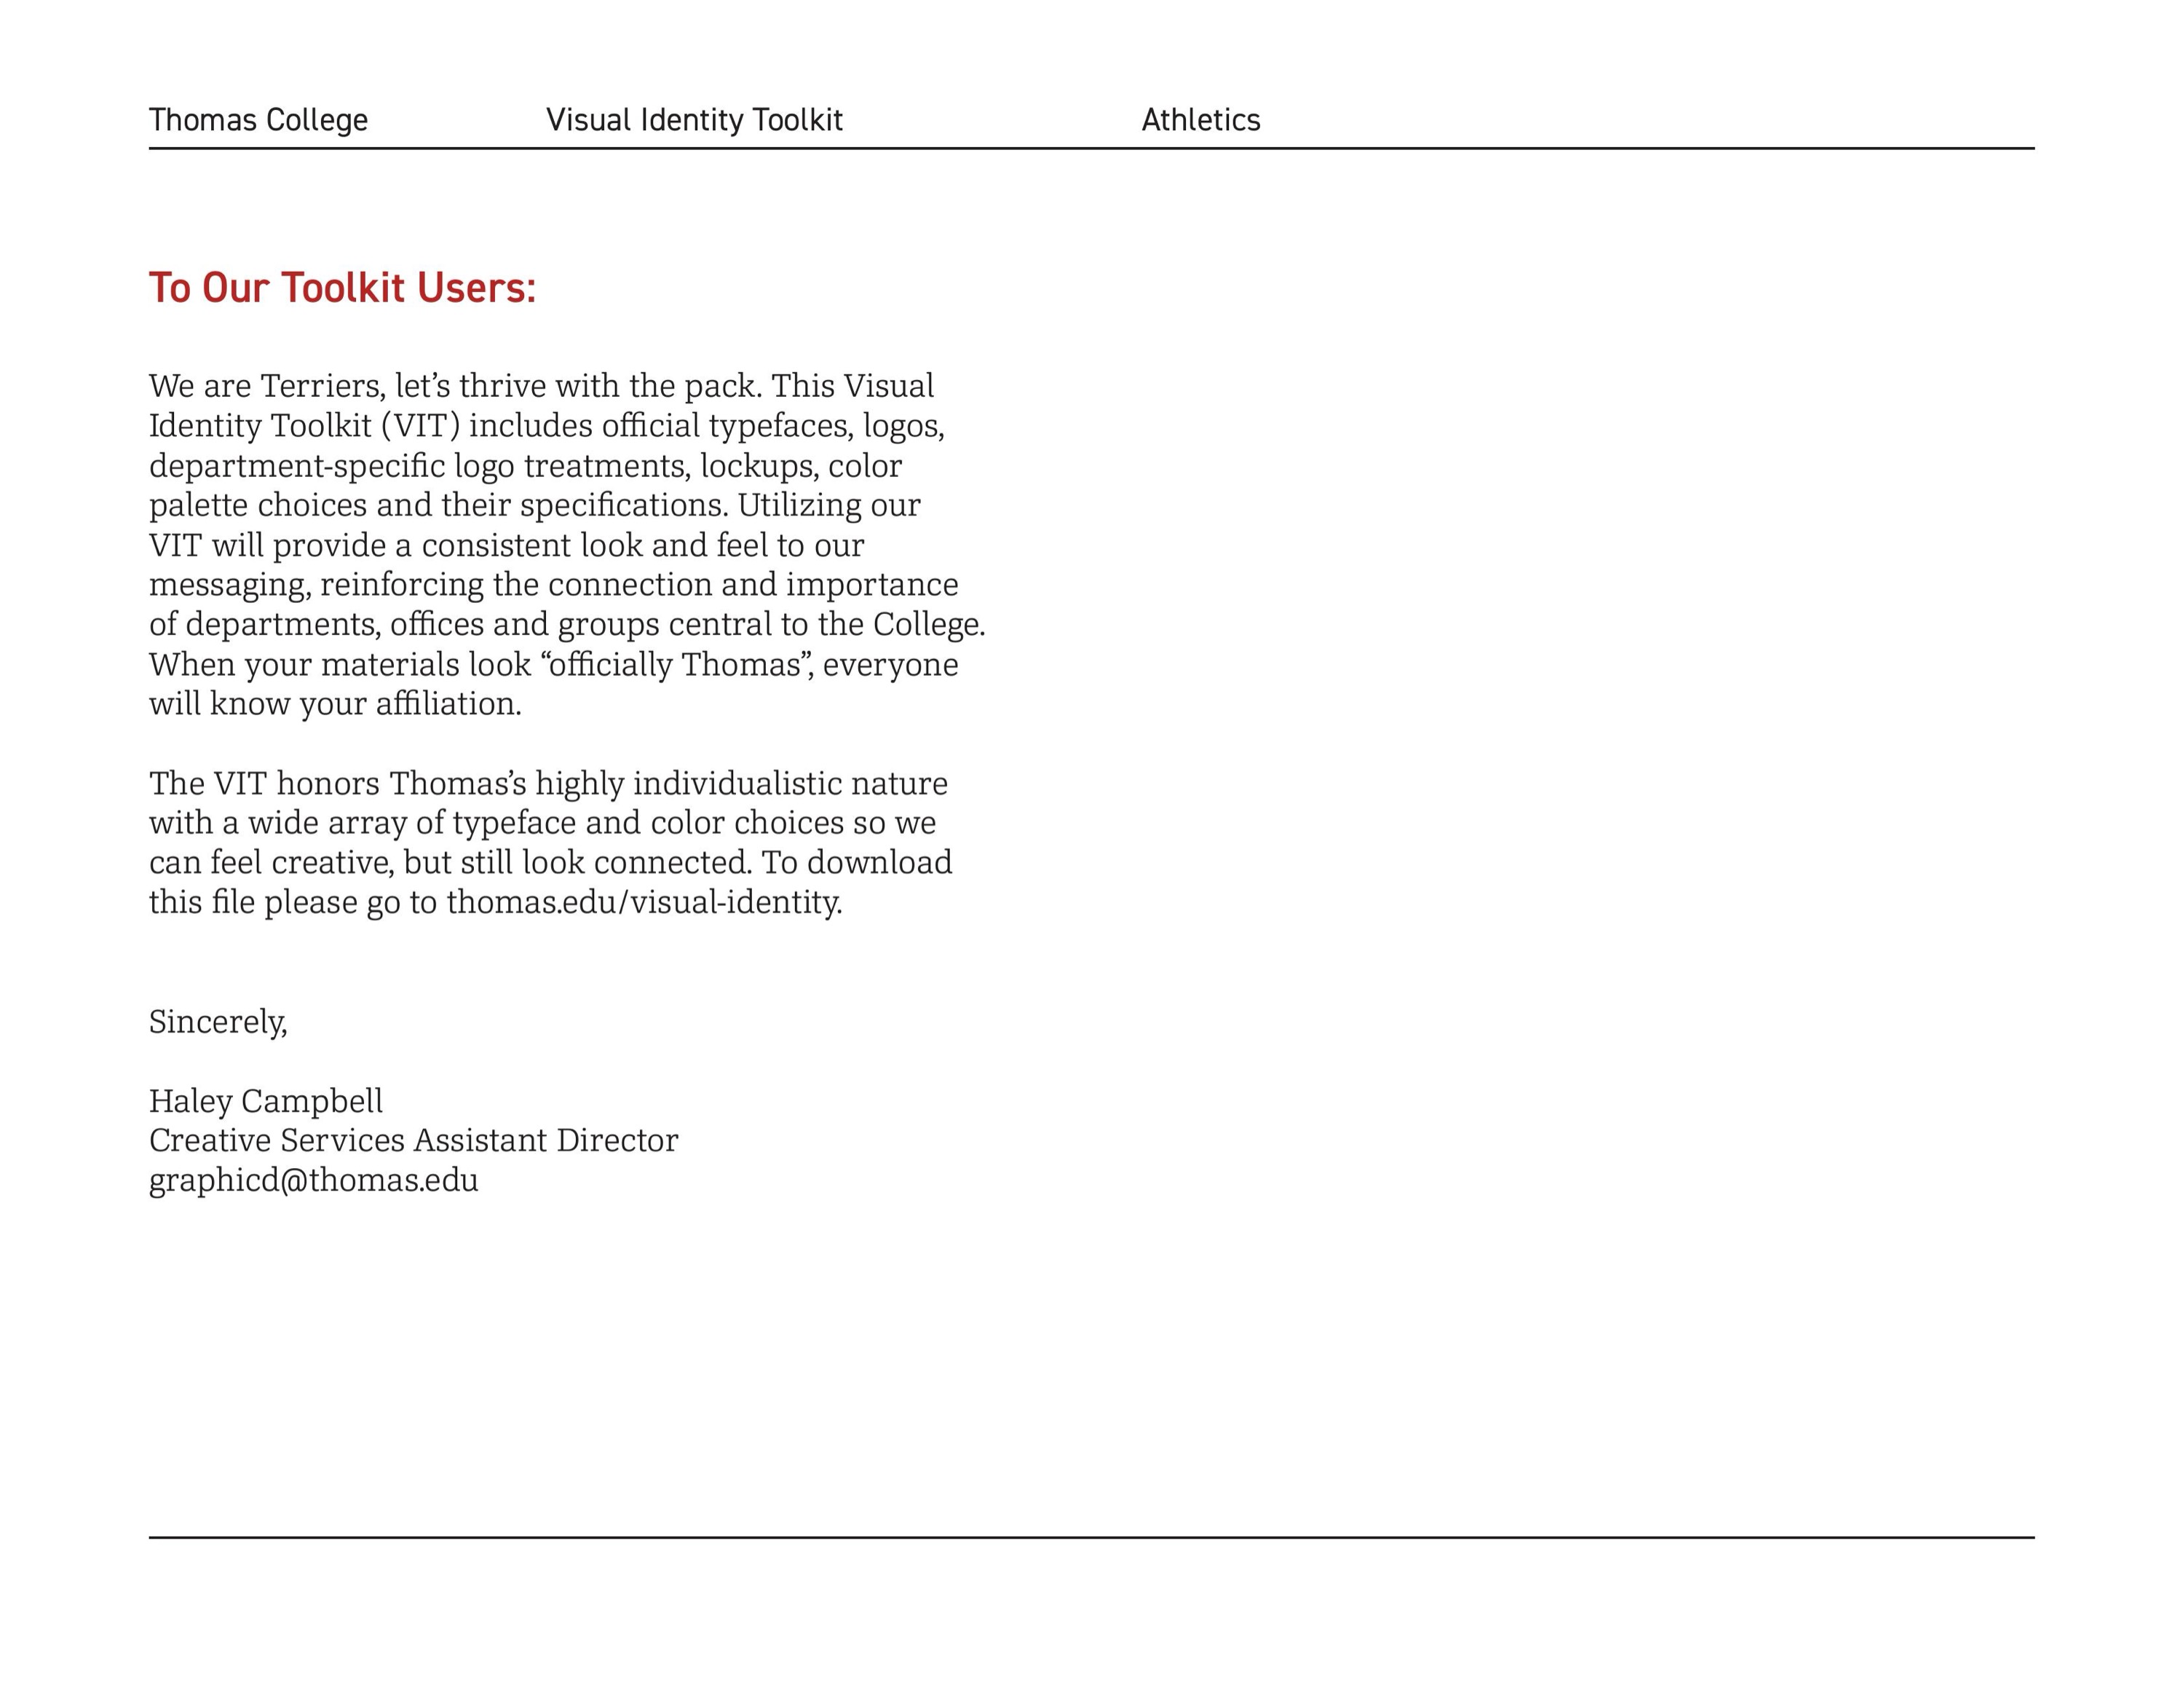 Thomas College Visual Identity Toolkit Athletics
To Our Toolkit Users:
We are Terriers, let’s thrive with the pack. This Visual
Identity Toolkit (VIT) includes official typefaces, logos,
department-specific logo treatments, lockups, color
palette choices and their specifications. Utilizing our
VIT will provide a consistent look and feel to our
messaging, reinforcing the connection and importance
of departments, offices and groups central to the College.
When your materials look “officially Thomas”, everyone
will know your affiliation.
The VIT honors Thomas’s highly individualistic nature
with a wide array of typeface and color choices so we
can feel creative, but still look connected. To download
this file please go to thomas.edu/visual-identity.
Sincerely,
Haley Campbell
Creative Services Assistant Director
graphicd@thomas.edu